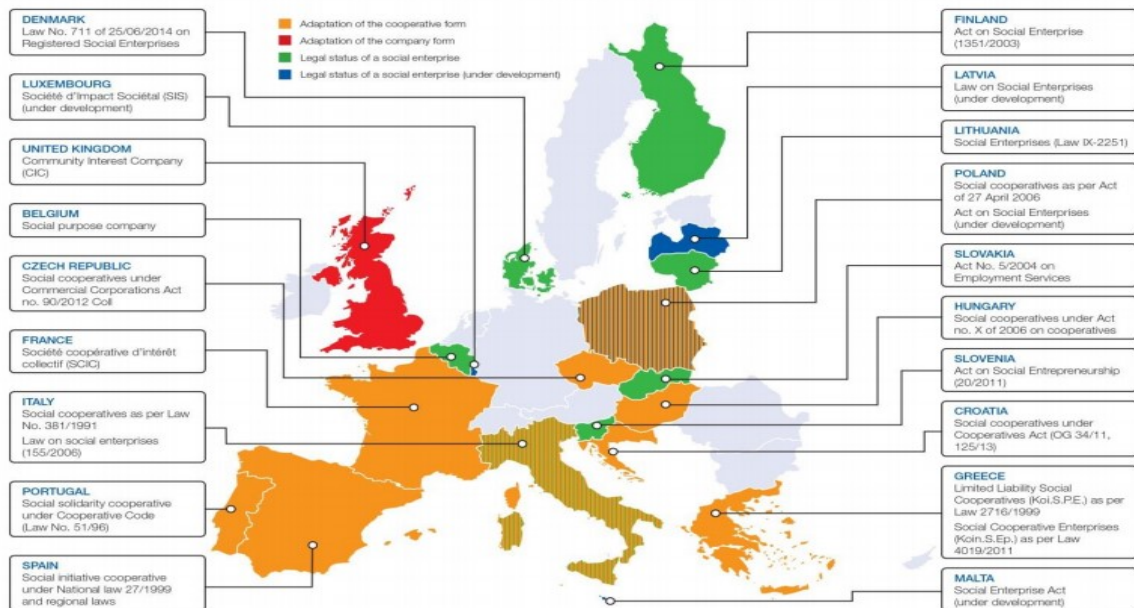 DENMARK
Law No. 711 of 25/06/2014 on
Registered Social Enterprises
LUXEMBOURG
Société d'Impact Sociétal (SIS)
(under development)
UNITED KINGDOM
Community Interest Company
(CIC)
BELGIUM
Social purpose company
CZECH REPUBLIC
Social cooperatives under
Commercial Corporations Act
no. 90/2012 Coll
FRANCE
Société coopérative d'intérêt
collectif (SCIC)
ITALY
Social cooperatives as per Law
No. 381/1991
Law on social enterprises
(155/2006)
PORTUGAL
Social solidarity cooperative
under Cooperative Code
(Law No. 51/96)
SPAIN
Social initiative cooperative
under National law 27/1999
and regional laws
Adaptation of the cooperative form
Adaptation of the company form
Legal status of a social enterprise
Legal status of a social enterprise (under development)
FINLAND
Act on Social Enterprise
(1351/2003)
LATVIA
Law on Social Enterprises
(under development)
LITHUANIA
Social Enterprises (Law IX-2251)
POLAND
Social cooperatives as per Act
of 27 April 2006
Act on Social Enterprises
(under development)
SLOVAKIA
Act No. 5/2004 on
Employment Services
HUNGARY
Social cooperatives under Act
no. X of 2006 on cooperatives
SLOVENIA
Act on Social Entrepreneurship
(20/2011)
CROATIA
Social cooperatives under
Cooperatives Act (OG 34/11,
125/13)
GREECE
Limited Liability Social
Cooperatives (Koi.S.P.E.) as per
Law 2716/1999
Social Cooperative Enterprises
(Koin.S.Ep.) as per Law
4019/2011
MALTA
Social Enterprise Act
(under development)